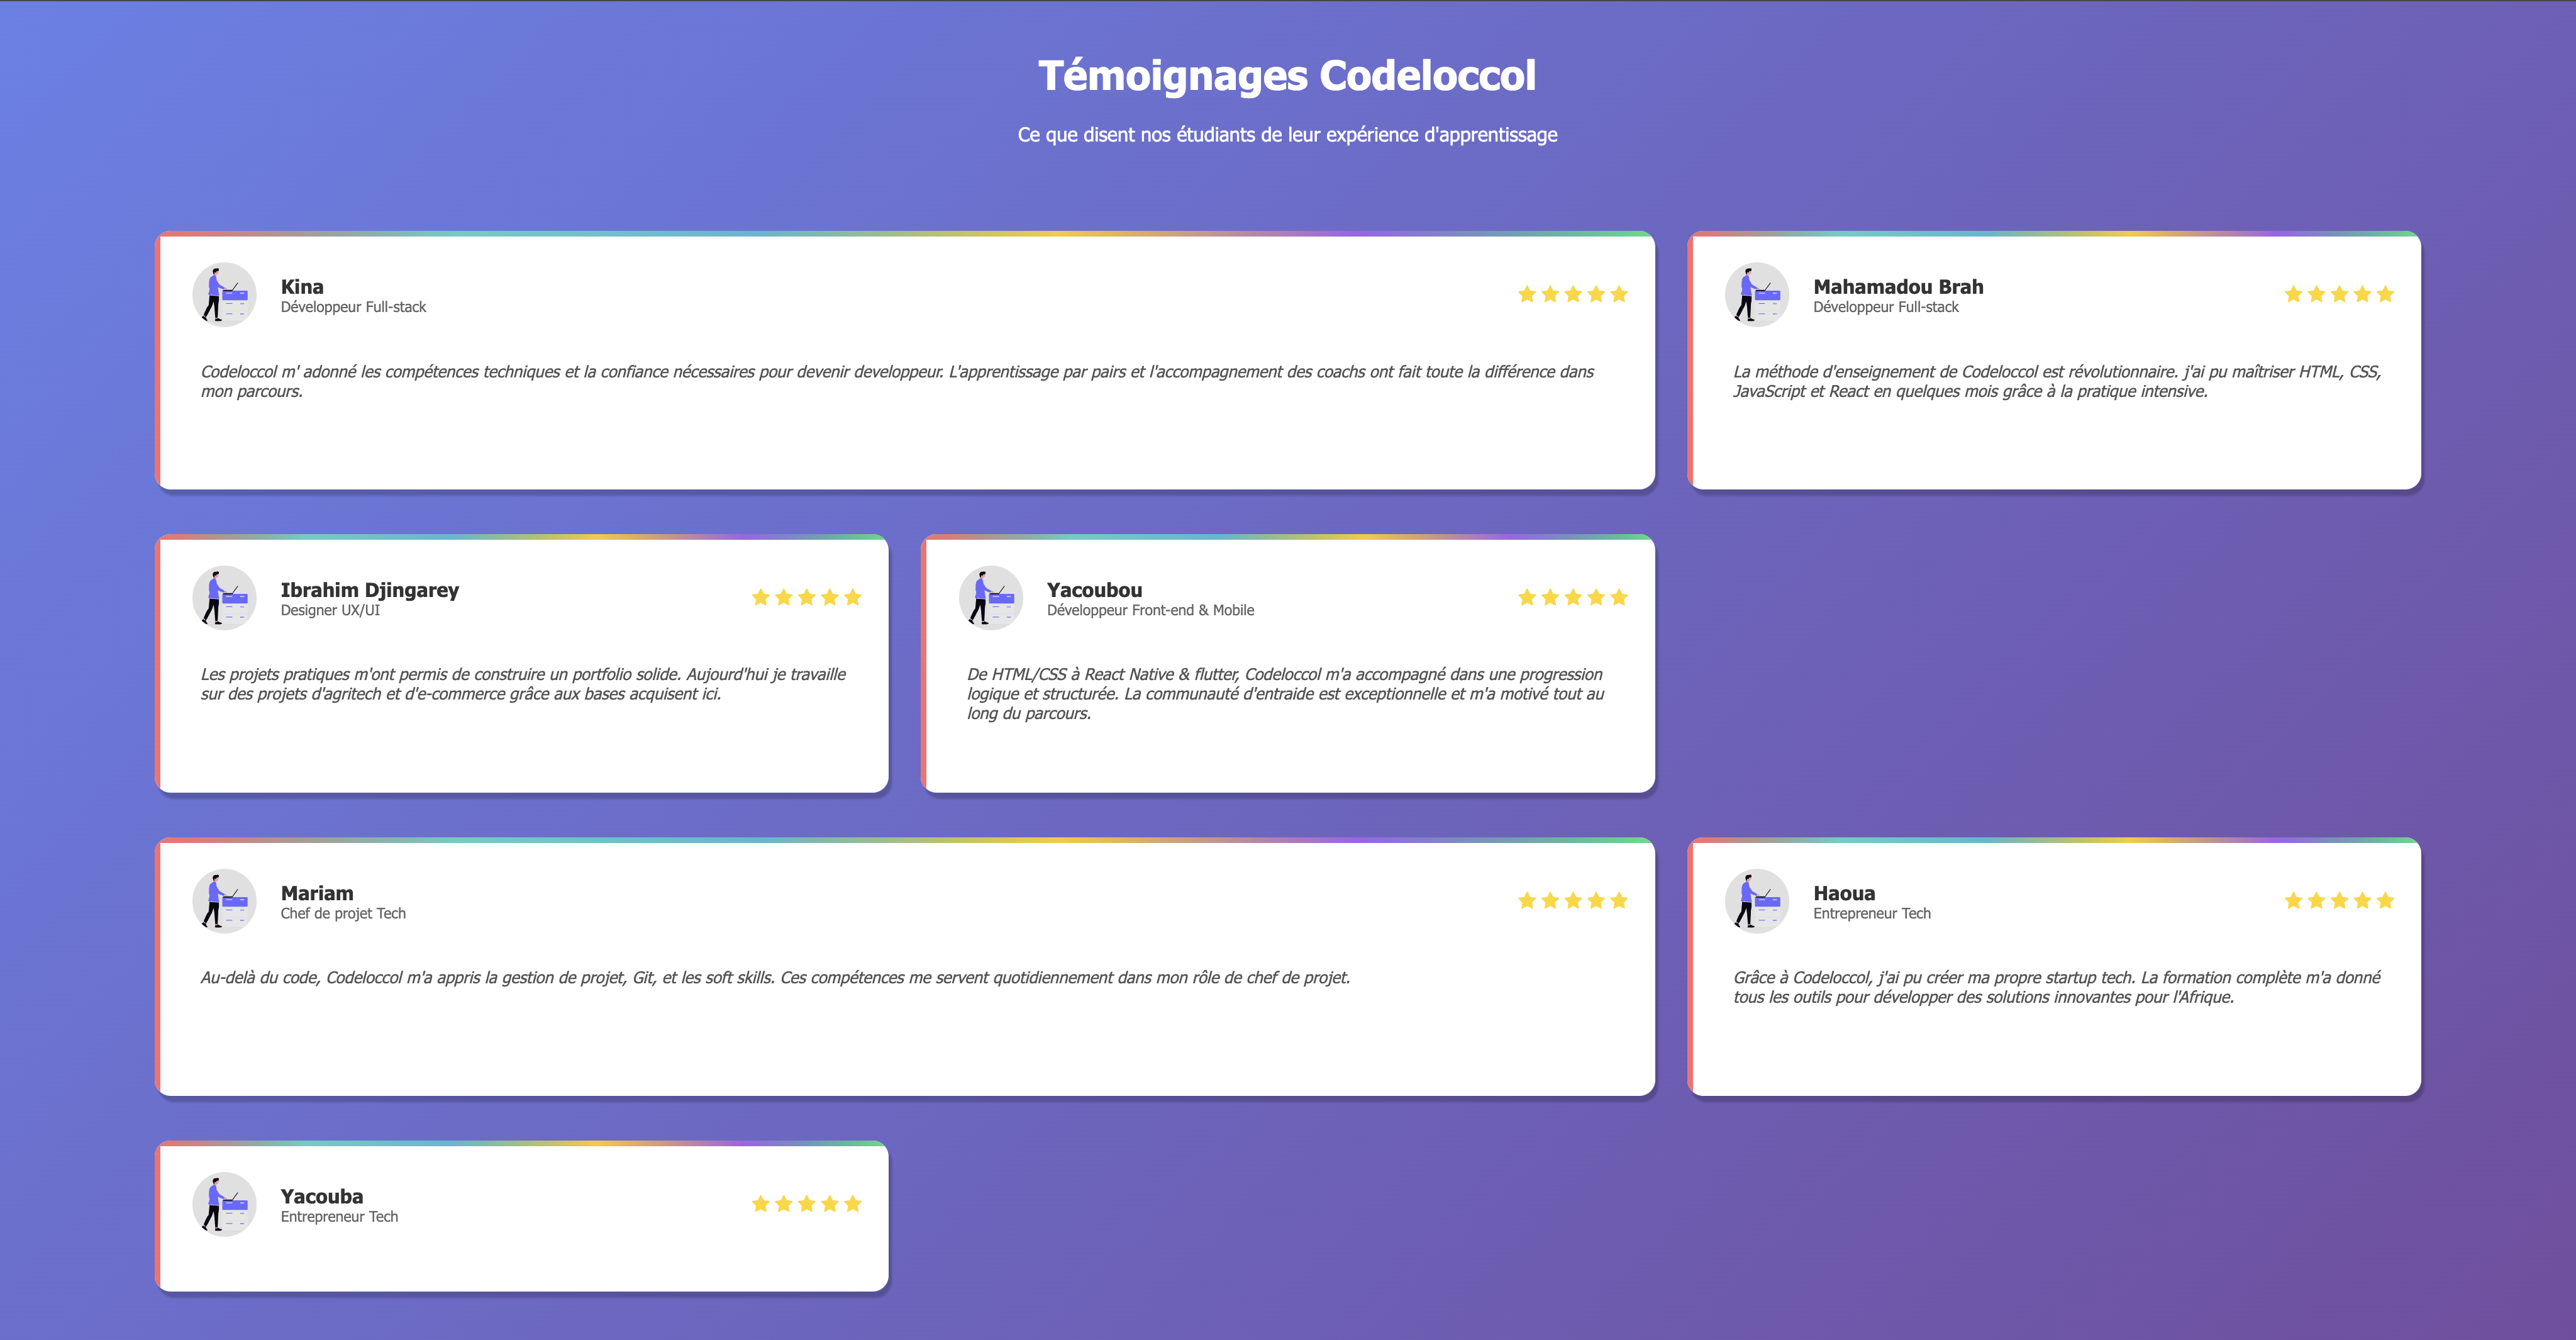 Témoignages Codeloccol
Ce que disent nos étudiants de leur expérience d'apprentissage
Kina
Développeur Full-stack
Codeloccol m' adonné les compétences techniques et la confiance nécessaires pour devenir developpeur. L'apprentissage par pairs et l'accompagnement des coachs ont fait toute la différence dans
mon parcours.
Mahamadou Brah
Développeur Full-stack
La méthode d'enseignement de Codeloccol est révolutionnaire. j'ai pu maîtriser HTML, CSS,
JavaScript et React en quelques mois grâce à la pratique intensive.
Ibrahim Djingarey
Designer UX/UI
Les projets pratiques m'ont permis de construire un portfolio solide. Aujourd'hui je travaille
sur des projets d'agritech et d'e-commerce grâce aux bases acquisent ici.
Yacoubou
Développeur Front-end & Mobile
De HTML/CSS à React Native & flutter, Codeloccol m'a accompagné dans une progression
logique et structurée. La communauté d'entraide est exceptionnelle et m'a motivé tout au
long du parcours.
Mariam
Chef de projet Tech
Au-delà du code, Codeloccol m'a appris la gestion de projet, Git, et les soft skills. Ces compétences me servent quotidiennement dans mon rôle de chef de projet.
Haoua
Entrepreneur Tech
Grâce à Codeloccol, j'ai pu créer ma propre startup tech. La formation complète m'a donné
tous les outils pour développer des solutions innovantes pour l'Afrique.
Yacouba
Entrepreneur Tech